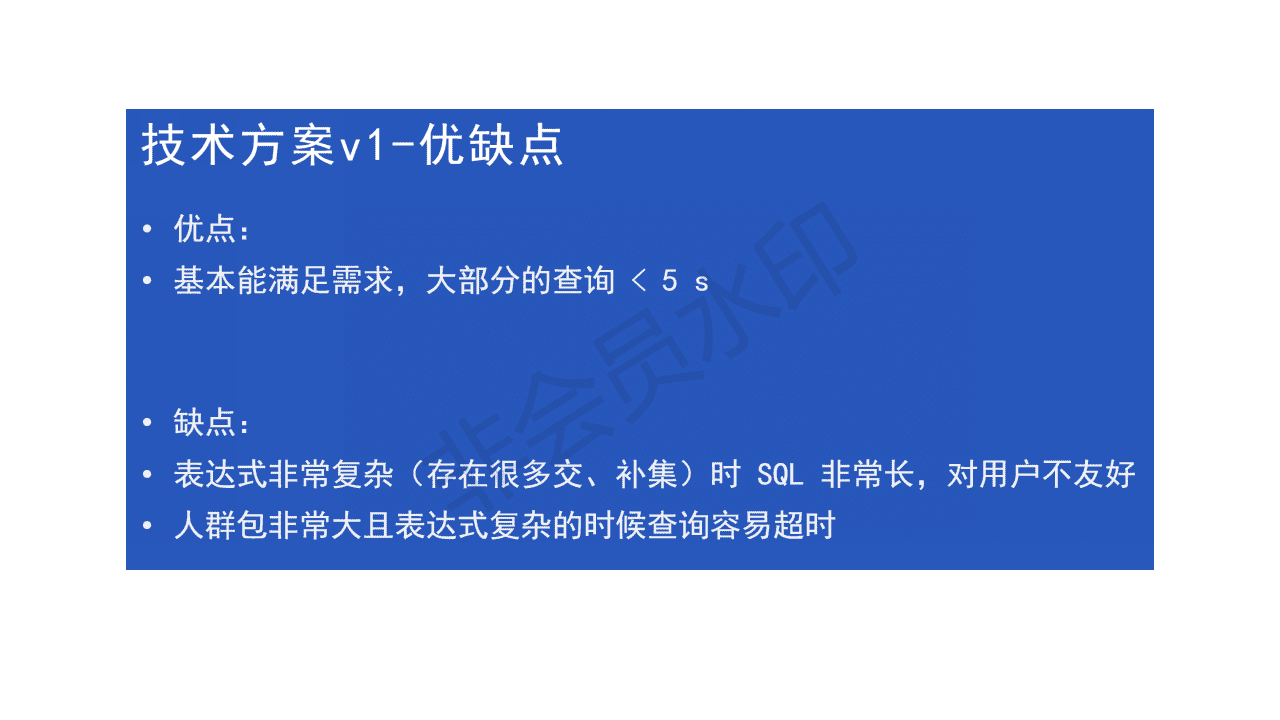 技术方案v1-优缺点
• 优点：
• 基本能满足需求，大部分的查询 < 5 s
• 缺点：
• 表达式非常复杂（存在很多交、补集）时 SQL 非常长，对用户不友好
• 人群包非常大且表达式复杂的时候查询容易超时
非会员水印